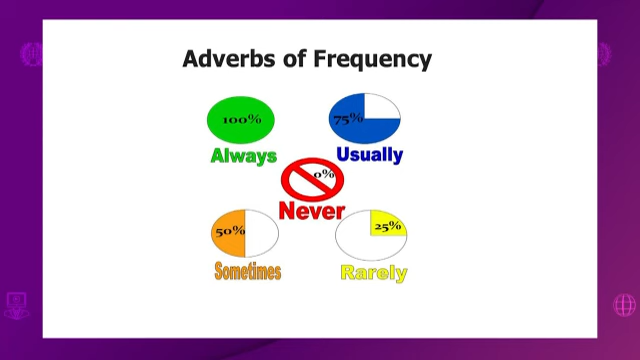 Adverbs of Frequency
100%
75%
Always
Usually
0%
Never
50%
25%
Sometimes
Rarely